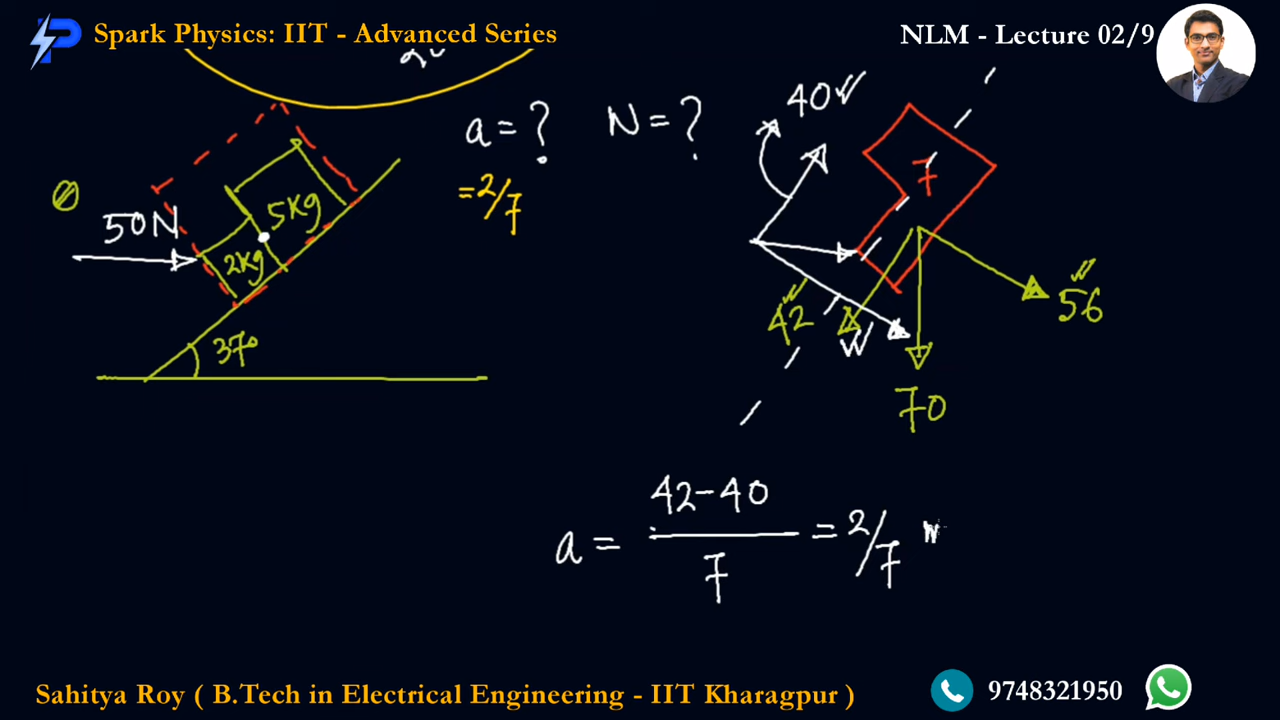 Spark Physics: IIT - Advanced Series
NLM - Lecture 02/9
a = ? N = ?
= 2/7
40
50N
5Kg
2Kg
37°
7
42
W
56
70
a = 42-40 / 7 = 2/7
Sahitya Roy ( B.Tech in Electrical Engineering - IIT Kharagpur )
9748321950